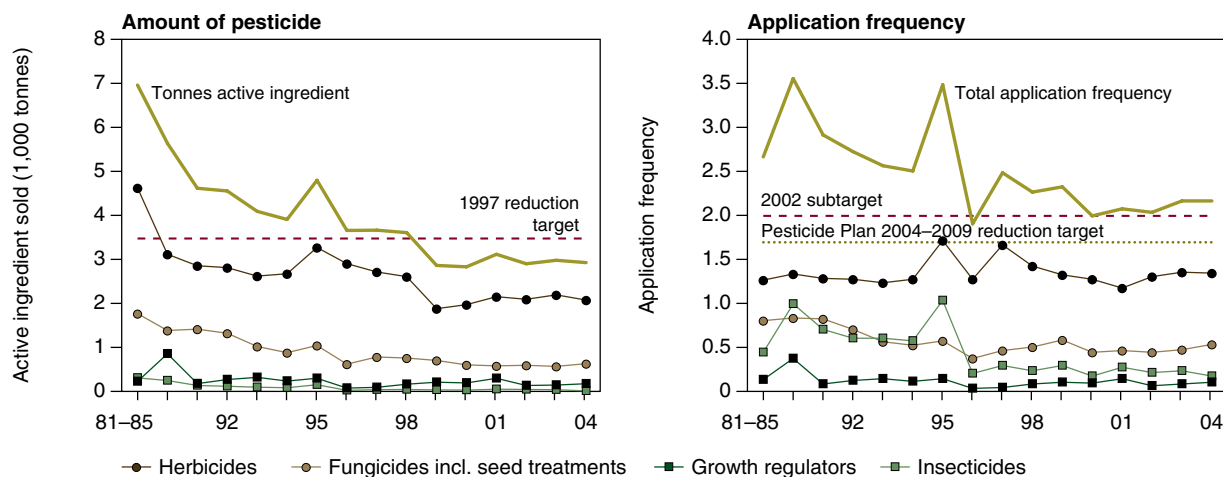 Amount of pesticide
Active ingredient sold (1,000 tonnes)
8
7
6
5
4
3
2
1
0
Tonnes active ingredient
1997 reduction
target
81–85
92
95
98
01
04
Application frequency
Application frequency
4.0
3.5
3.0
2.5
2.0
1.5
1.0
0.5
0
Total application frequency
2002 subtarget
Pesticide Plan 2004–2009 reduction target
81–85
92
95
98
01
04
Herbicides
Fungicides incl. seed treatments
Growth regulators
Insecticides